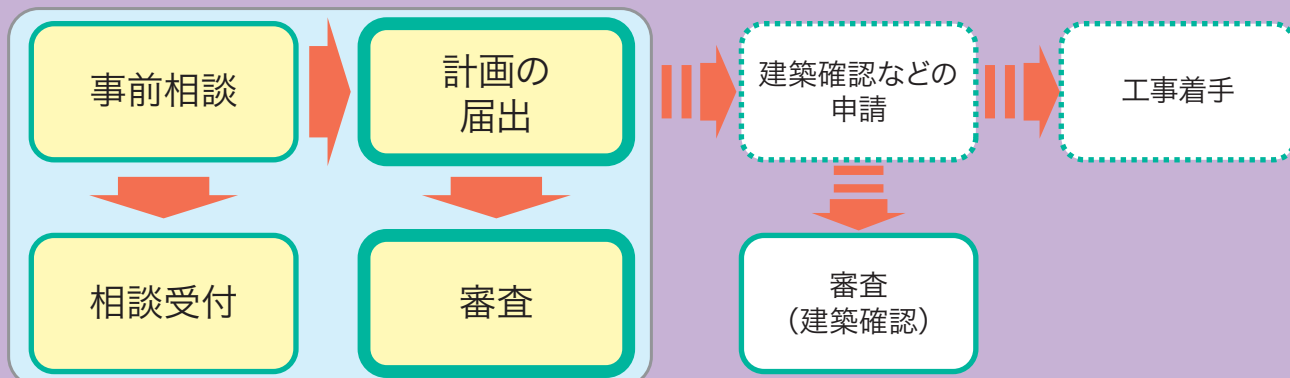 事前相談
計画の
届出
建築確認などの
申請
工事着手
相談受付
審査
審査
（建築確認）